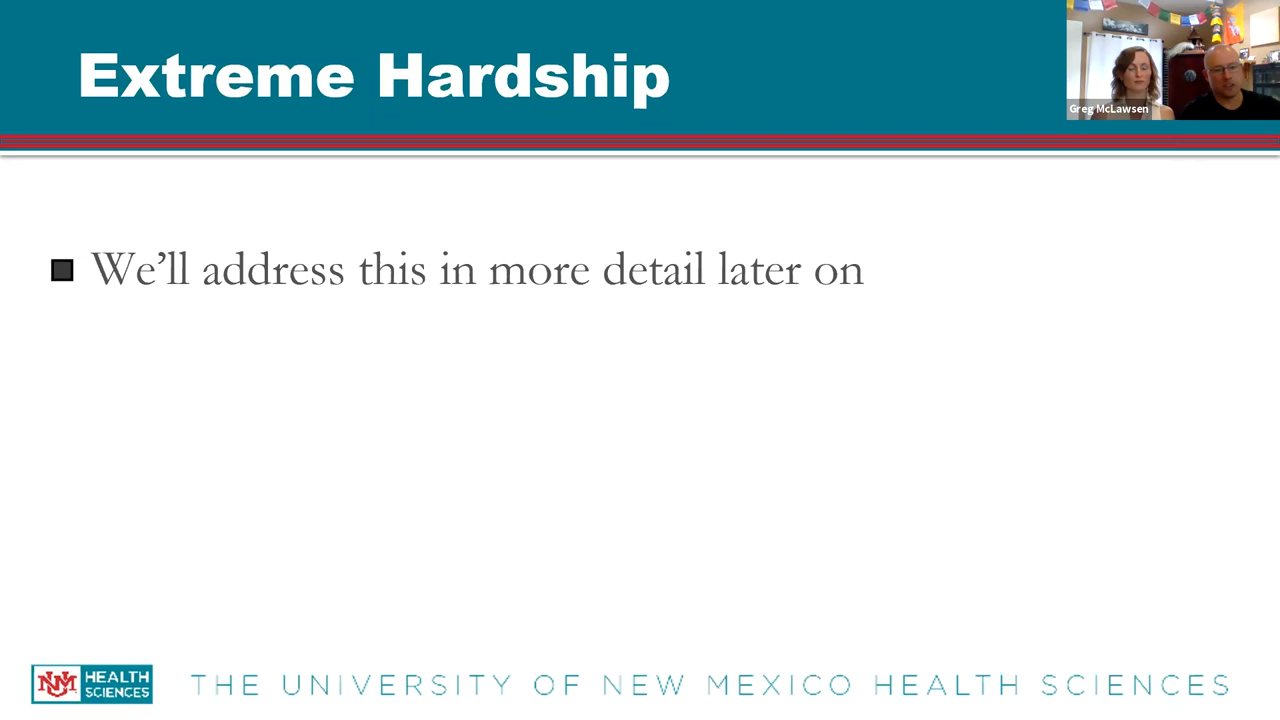 Extreme Hardship
Greg McLawsen
We’ll address this in more detail later on
UNM HEALTH
SCIENCES
THE UNIVERSITY OF NEW MEXICO HEALTH SCIENCES